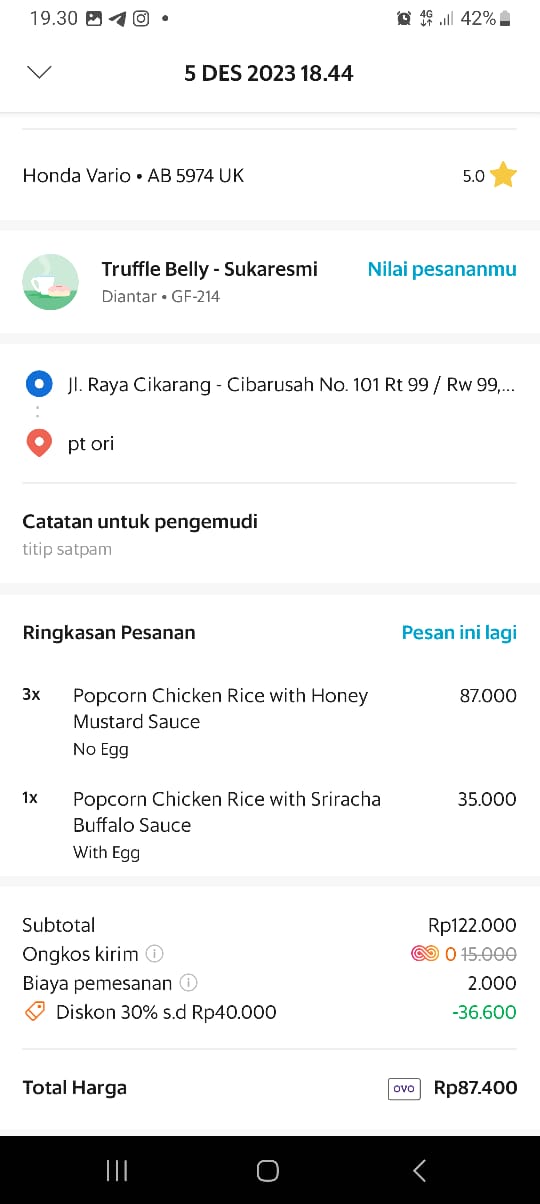 19.30
4G
42%
5 DES 2023 18.44
Honda Vario • AB 5974 UK
5.0
Truffle Belly - Sukaresmi
Nilai pesananmu
Diantar • GF-214
Jl. Raya Cikarang - Cibarusah No. 101 Rt 99 / Rw 99,...
pt ori
Catatan untuk pengemudi
titip satpam
Ringkasan Pesanan
Pesan ini lagi
3x Popcorn Chicken Rice with Honey 87.000
Mustard Sauce
No Egg
1x Popcorn Chicken Rice with Sriracha 35.000
Buffalo Sauce
With Egg
Subtotal Rp122.000
Ongkos kirim 0 15.000
Biaya pemesanan 2.000
Diskon 30% s.d Rp40.000 -36.600
Total Harga OVO Rp87.400